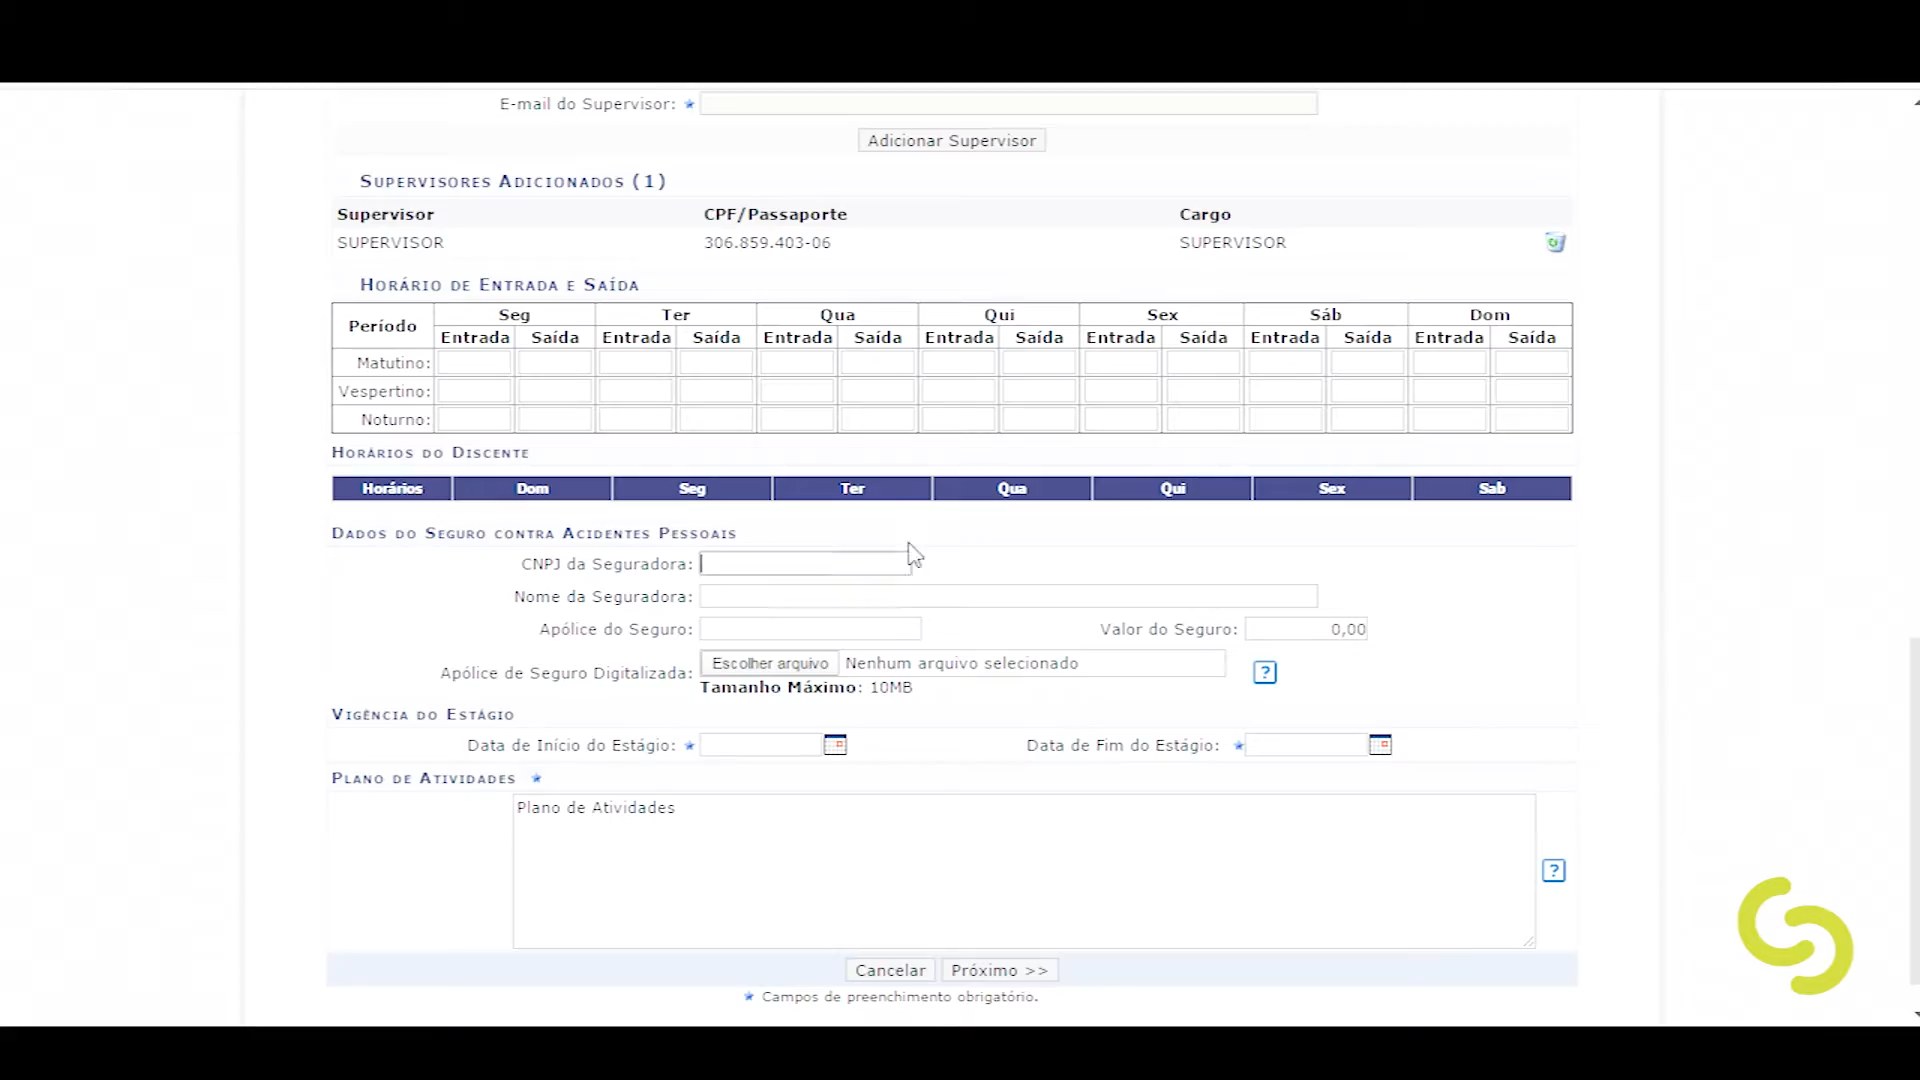 E-mail do Supervisor: ★
Adicionar Supervisor
Supervisores Adicionados (1)
Supervisor CPF/Passaporte Cargo
SUPERVISOR 306.859.403-06 SUPERVISOR
Horário de Entrada e Saída
Período Seg Ter Qua Qui Sex Sáb Dom
Entrada Saída Entrada Saída Entrada Saída Entrada Saída Entrada Saída Entrada Saída Entrada Saída
Matutino:
Vespertino:
Noturno:
Horários do Discente
Horários Dom Seg Ter Qua Qui Sex Sab
Dados do Seguro contra Acidentes Pessoais
CNPJ da Seguradora:
Nome da Seguradora:
Apólice do Seguro: Valor do Seguro: 0,00
Apólice de Seguro Digitalizada: Escolher arquivo Nenhum arquivo selecionado ?
Tamanho Máximo: 10MB
Vigência do Estágio
Data de Início do Estágio: ★ Data de Fim do Estágio: ★
Plano de Atividades ★
Plano de Atividades
?
Cancelar Próximo >>
★ Campos de preenchimento obrigatório.